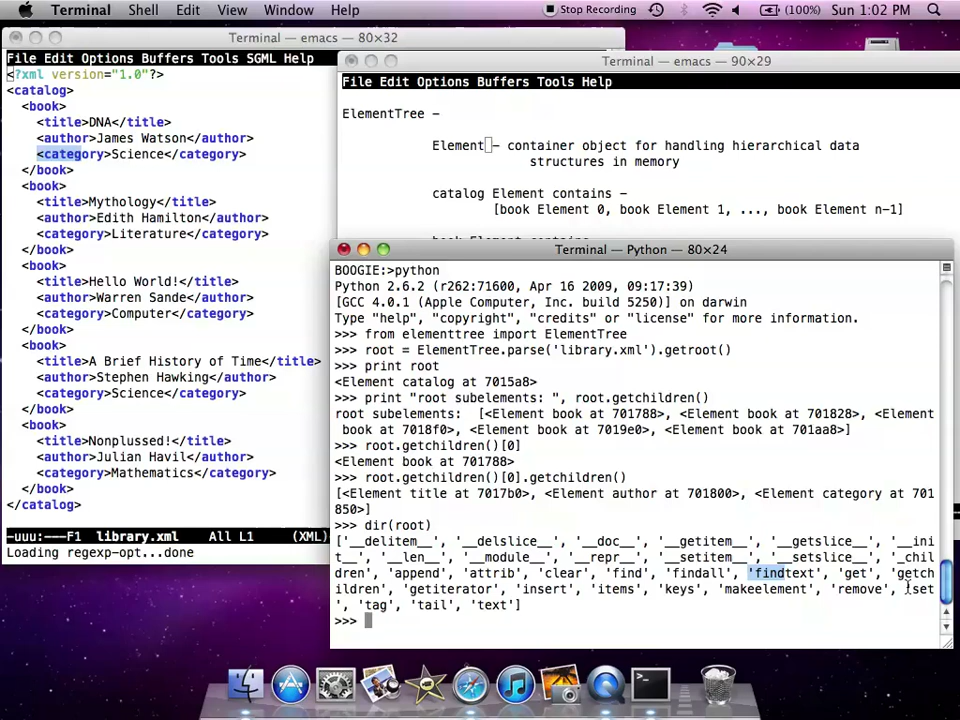 Terminal Shell Edit View Window Help Stop Recording (100%) Sun 1:02 PM
Terminal — emacs — 80×32
File Edit Options Buffers Tools SGML Help
<?xml version="1.0"?>
<catalog>
<book>
<title>DNA</title>
<author>James Watson</author>
<category>Science</category>
</book>
<book>
<title>Mythology</title>
<author>Edith Hamilton</author>
<category>Literature</category>
</book>
<book>
<title>Hello World!</title>
<author>Warren Sande</author>
<category>Computer</category>
</book>
<book>
<title>A Brief History of Time</title>
<author>Stephen Hawking</author>
<category>Science</category>
</book>
<book>
<title>Nonplussed!</title>
<author>Julian Havil</author>
<category>Mathematics</category>
</book>
</catalog>
-uuu:---F1 library.xml All L1 (XML)
Loading regexp-opt...done
Terminal — emacs — 90×29
File Edit Options Buffers Tools Help
ElementTree -
Element - container object for handling hierarchical data
structures in memory
catalog Element contains -
[book Element 0, book Element 1, ..., book Element n-1]
Terminal — Python — 80×24
BOOGIE:>python
Python 2.6.2 (r262:71600, Apr 16 2009, 09:17:39)
[GCC 4.0.1 (Apple Computer, Inc. build 5250)] on darwin
Type "help", "copyright", "credits" or "license" for more information.
>>> from elementtree import ElementTree
>>> root = ElementTree.parse('library.xml').getroot()
>>> print root
<Element catalog at 7015a8>
>>> print "root subelements: ", root.getchildren()
root subelements:  [<Element book at 701788>, <Element book at 701828>, <Element
 book at 7018f0>, <Element book at 7019e0>, <Element book at 701aa8>]
>>> root.getchildren()[0]
<Element book at 701788>
>>> root.getchildren()[0].getchildren()
[<Element title at 7017b0>, <Element author at 701800>, <Element category at 701
850>]
>>> dir(root)
['__delitem__', '__delslice__', '__doc__', '__getitem__', '__getslice__', '__ini
t__', '__len__', '__module__', '__repr__', '__setitem__', '__setslice__', '_chil
dren', 'append', 'attrib', 'clear', 'find', 'findall', 'findtext', 'get', 'getch
ildren', 'getiterator', 'insert', 'items', 'keys', 'makeelement', 'remove', 'set
', 'tag', 'tail', 'text']
>>>